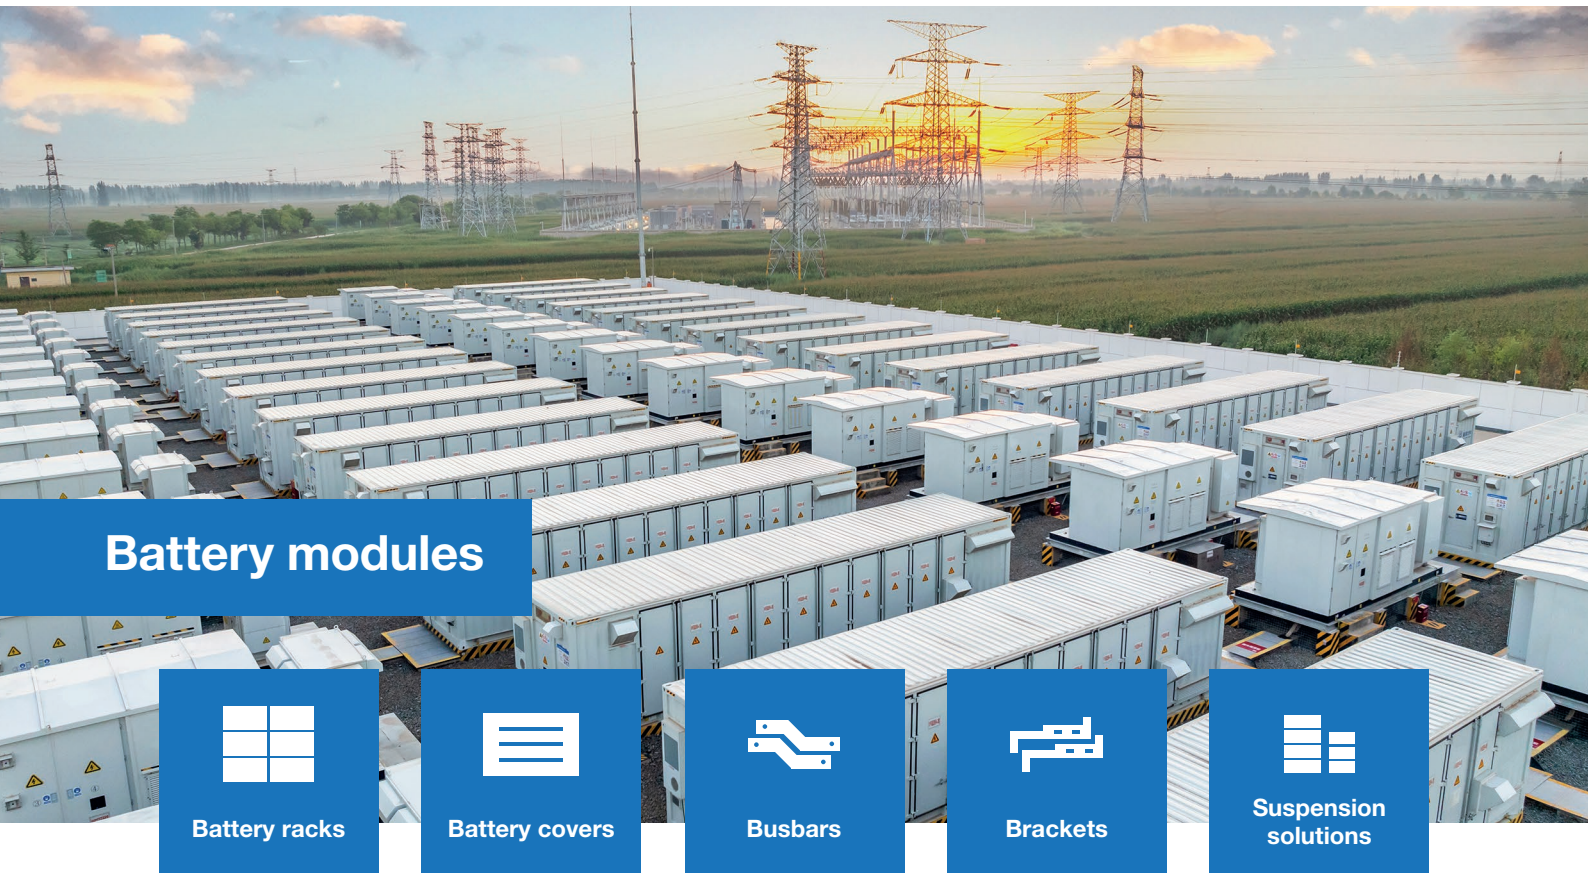 Battery modules
Battery racks
Battery covers
Busbars
Brackets
Suspension
solutions